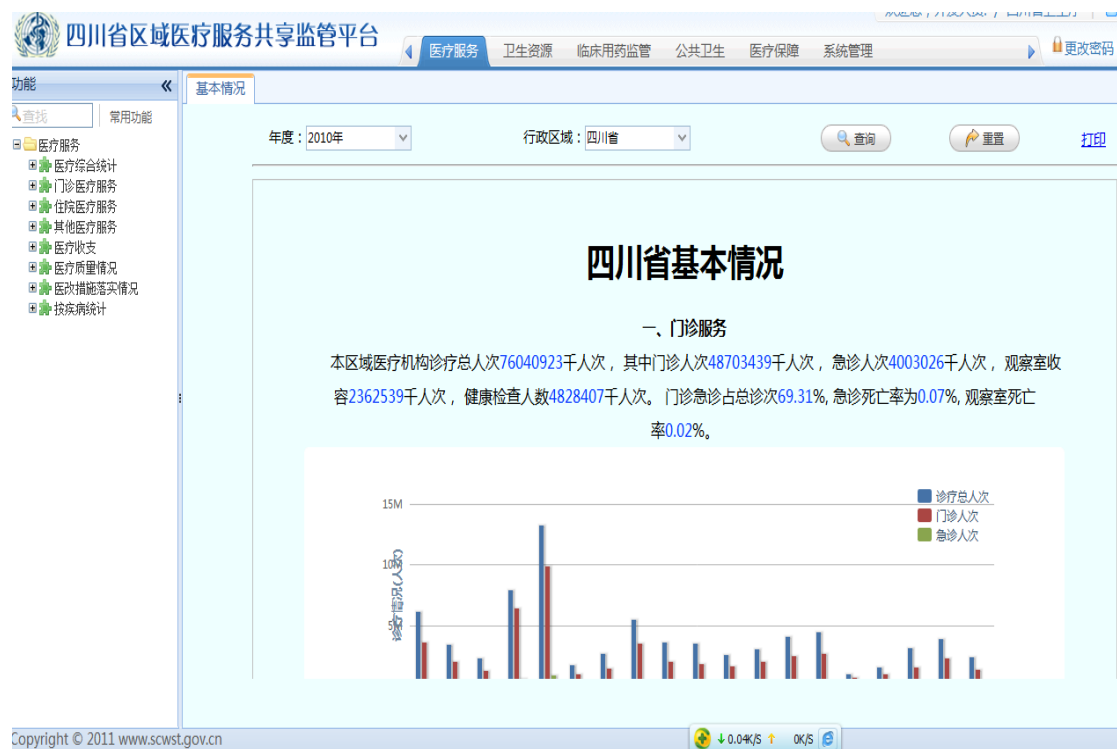 四川省区域医疗服务共享监管平台
医疗服务 卫生资源 临床用药监管 公共卫生 医疗保障 系统管理
更改密码
功能
基本情况
查找 常用功能
医疗服务
医疗综合统计
门诊医疗服务
住院医疗服务
其他医疗服务
医疗收支
医疗质量情况
医改措施落实情况
按疾病统计
年度：2010年 行政区域：四川省 查询 重置 打印
四川省基本情况
一、门诊服务
本区域医疗机构诊疗总人次76040923千人次，其中门诊人次48703439千人次，急诊人次4003026千人次，观察室收
容2362539千人次，健康检查人数4828407千人次。门诊急诊占总诊次69.31%,急诊死亡率为0.07%,观察室死亡
率0.02%。
诊疗总人次
门诊人次
急诊人次
15M
10M
5M
诊疗情况(人次)
Copyright © 2011 www.scwst.gov.cn
↓0.04K/S ↑ 0K/S